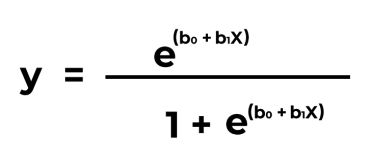 y = e^(b₀ + b₁X) / 1 + e^(b₀ + b₁X)